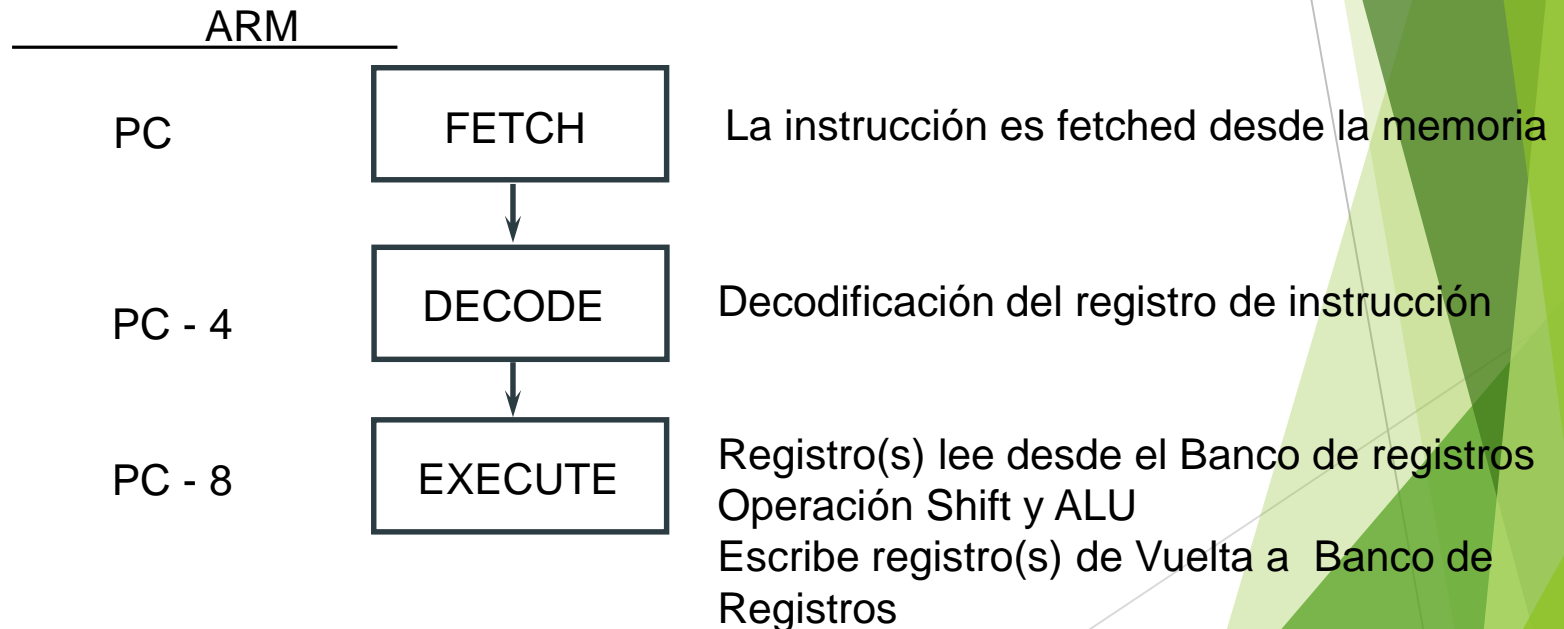 ARM
PC
FETCH
La instrucción es fetched desde la memoria
PC - 4
DECODE
Decodificación del registro de instrucción
PC - 8
EXECUTE
Registro(s) lee desde el Banco de registros
Operación Shift y ALU
Escribe registro(s) de Vuelta a Banco de
Registros